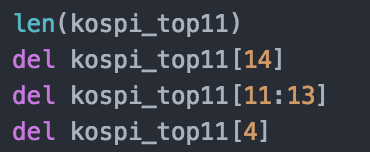 len(kospi_top11)
del kospi_top11[14]
del kospi_top11[11:13]
del kospi_top11[4]